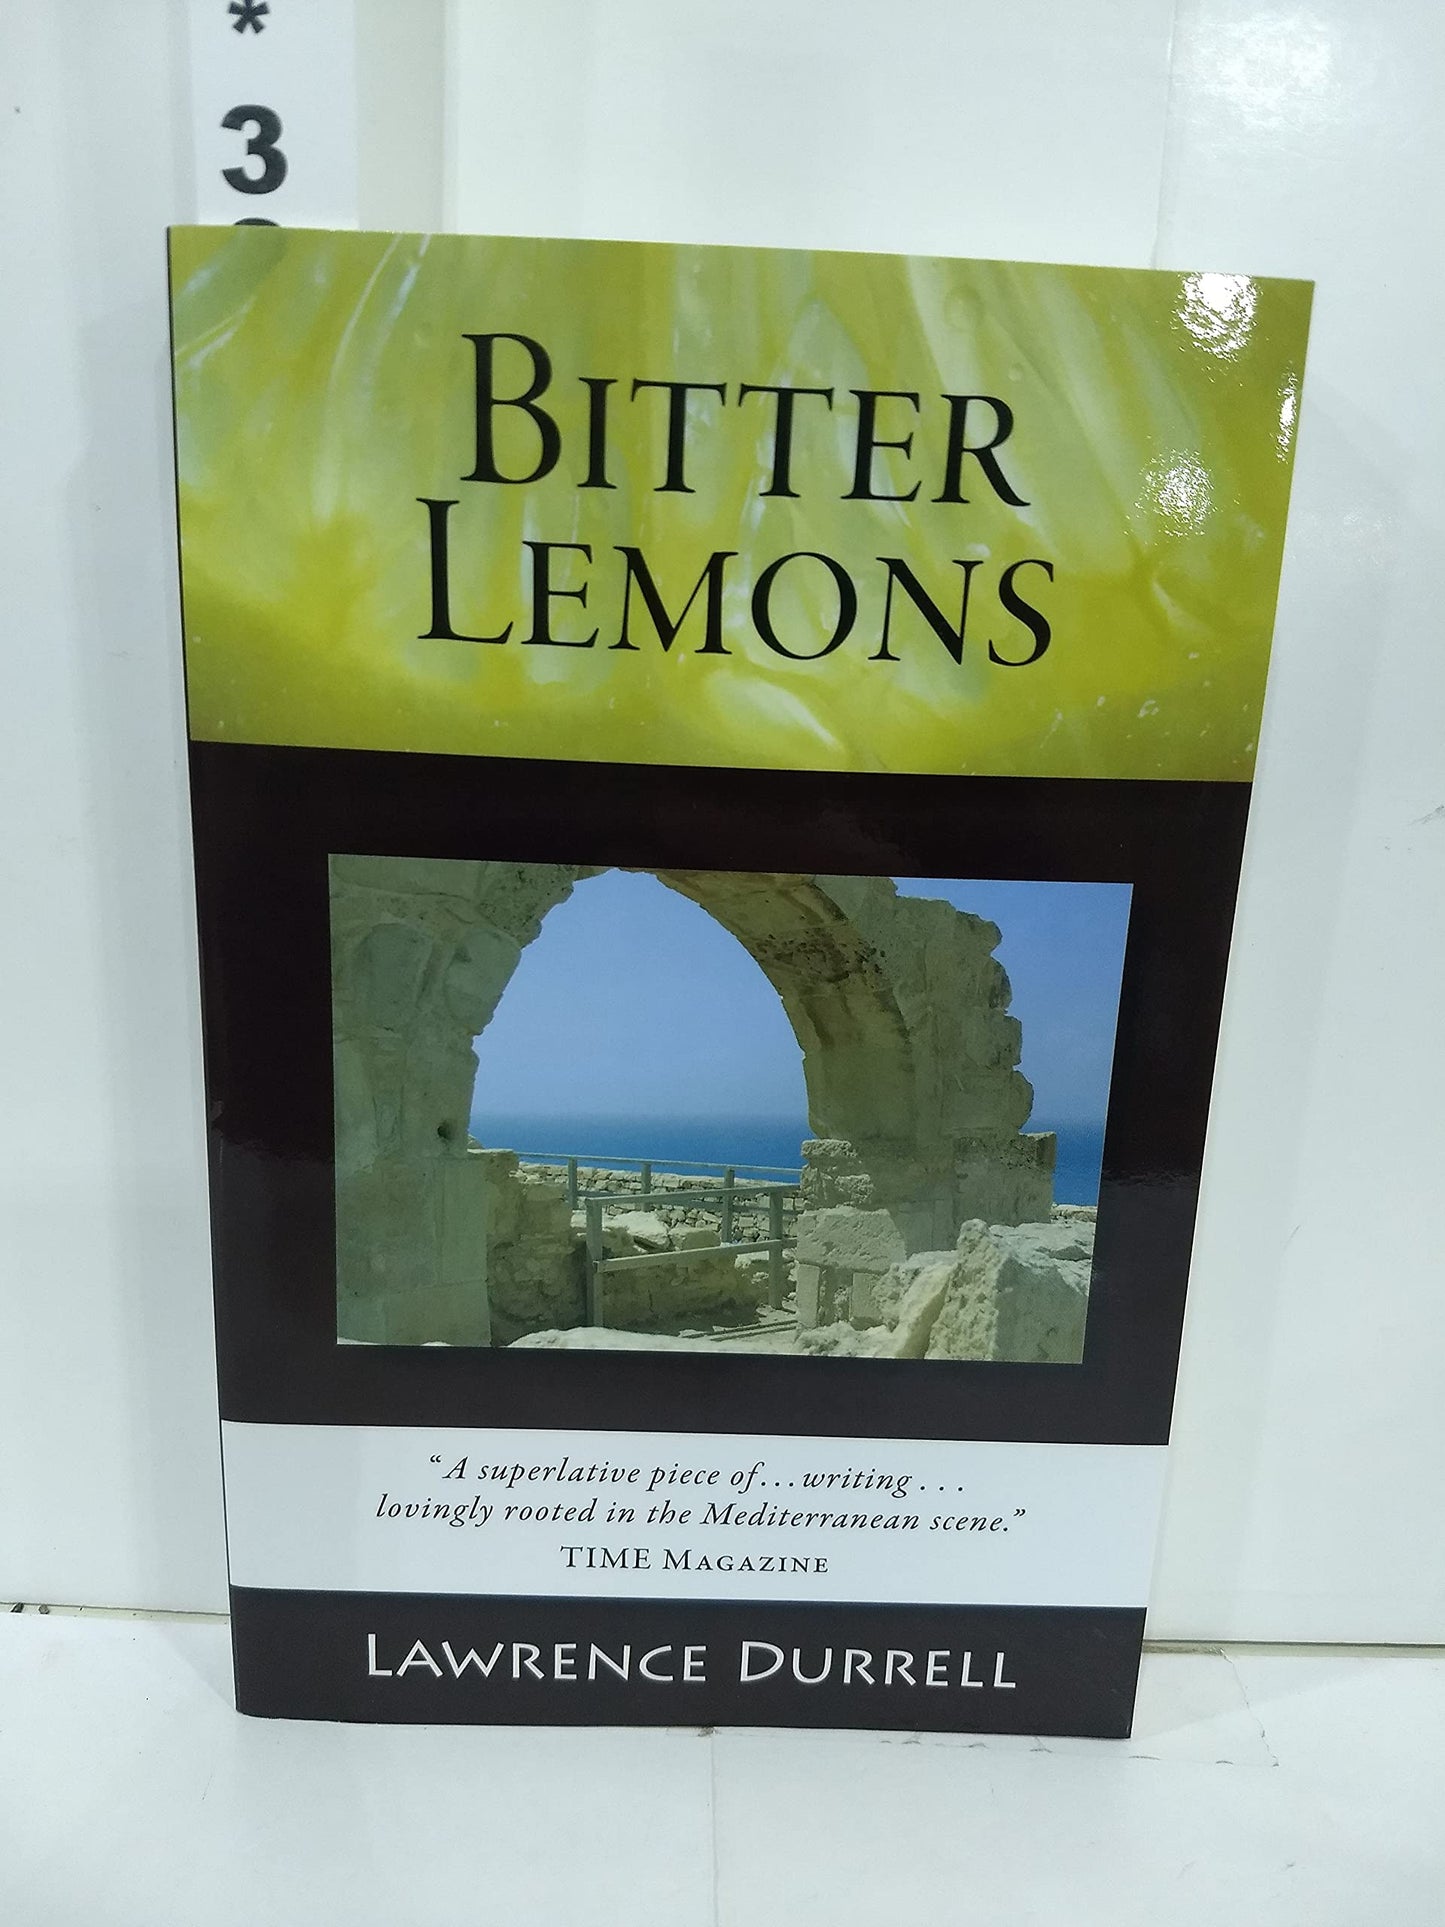 *
3
BITTER
LEMONS
“A superlative piece of...writing...
lovingly rooted in the Mediterranean scene.”
TIME MAGAZINE
LAWRENCE DURRELL